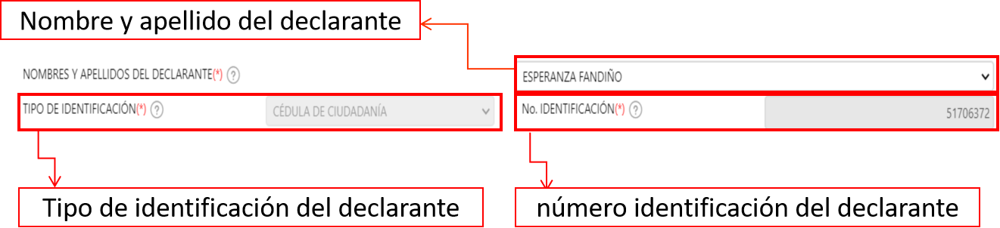 Nombre y apellido del declarante
NOMBRES Y APELLIDOS DEL DECLARANTE(*) ?
ESPERANZA FANDIÑO
TIPO DE IDENTIFICACIÓN(*) ?
CÉDULA DE CIUDADANÍA
No. IDENTIFICACIÓN(*) ?
51706372
Tipo de identificación del declarante
número identificación del declarante